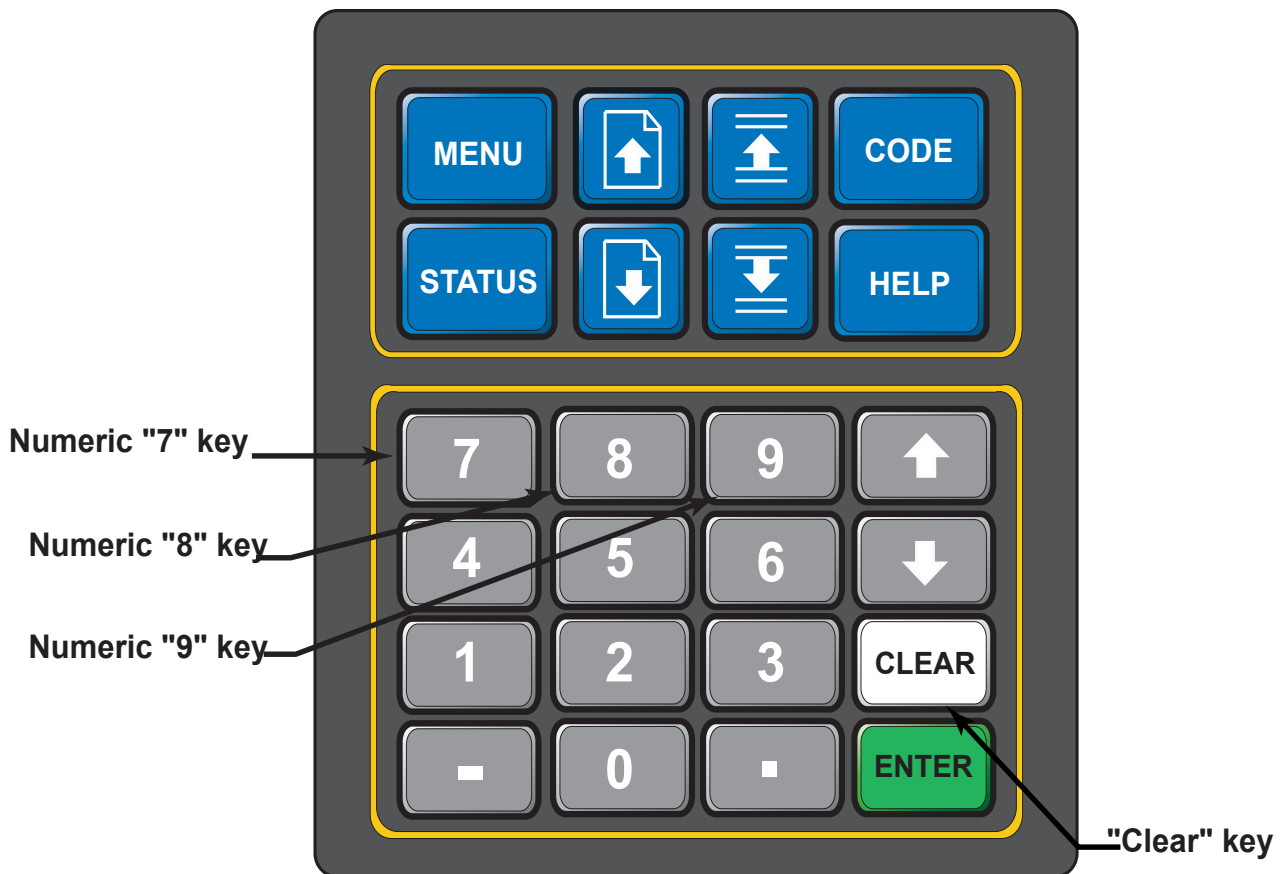 MENU
CODE
STATUS
HELP
Numeric "7" key
7
8
9
Numeric "8" key
4
5
6
Numeric "9" key
1
2
3
CLEAR
-
0
.
ENTER
"Clear" key